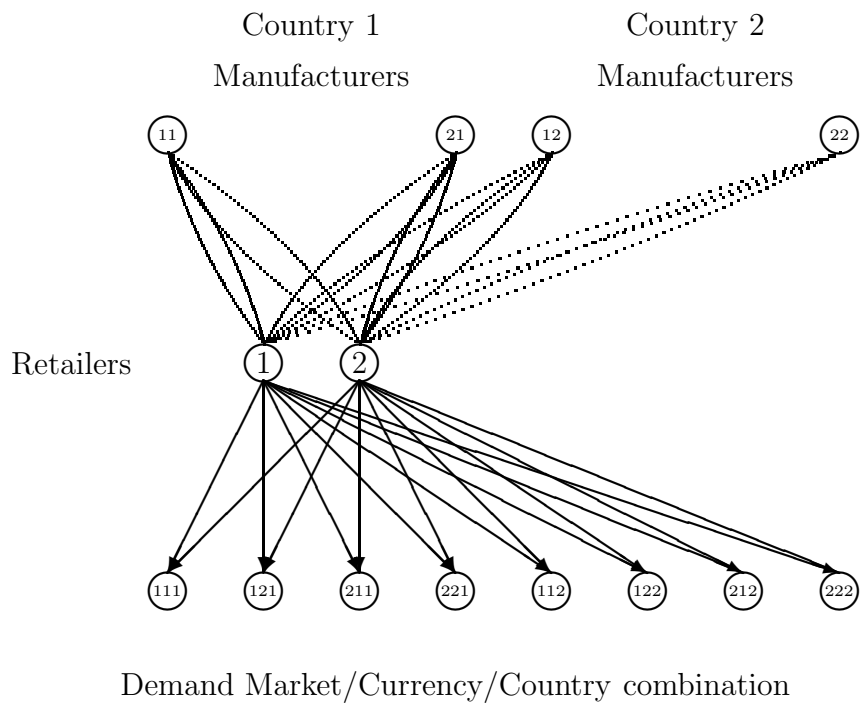 Country 1 Country 2
Manufacturers Manufacturers
11 21 12 22
Retailers 1 2
111 121 211 221 112 122 212 222
Demand Market/Currency/Country combination